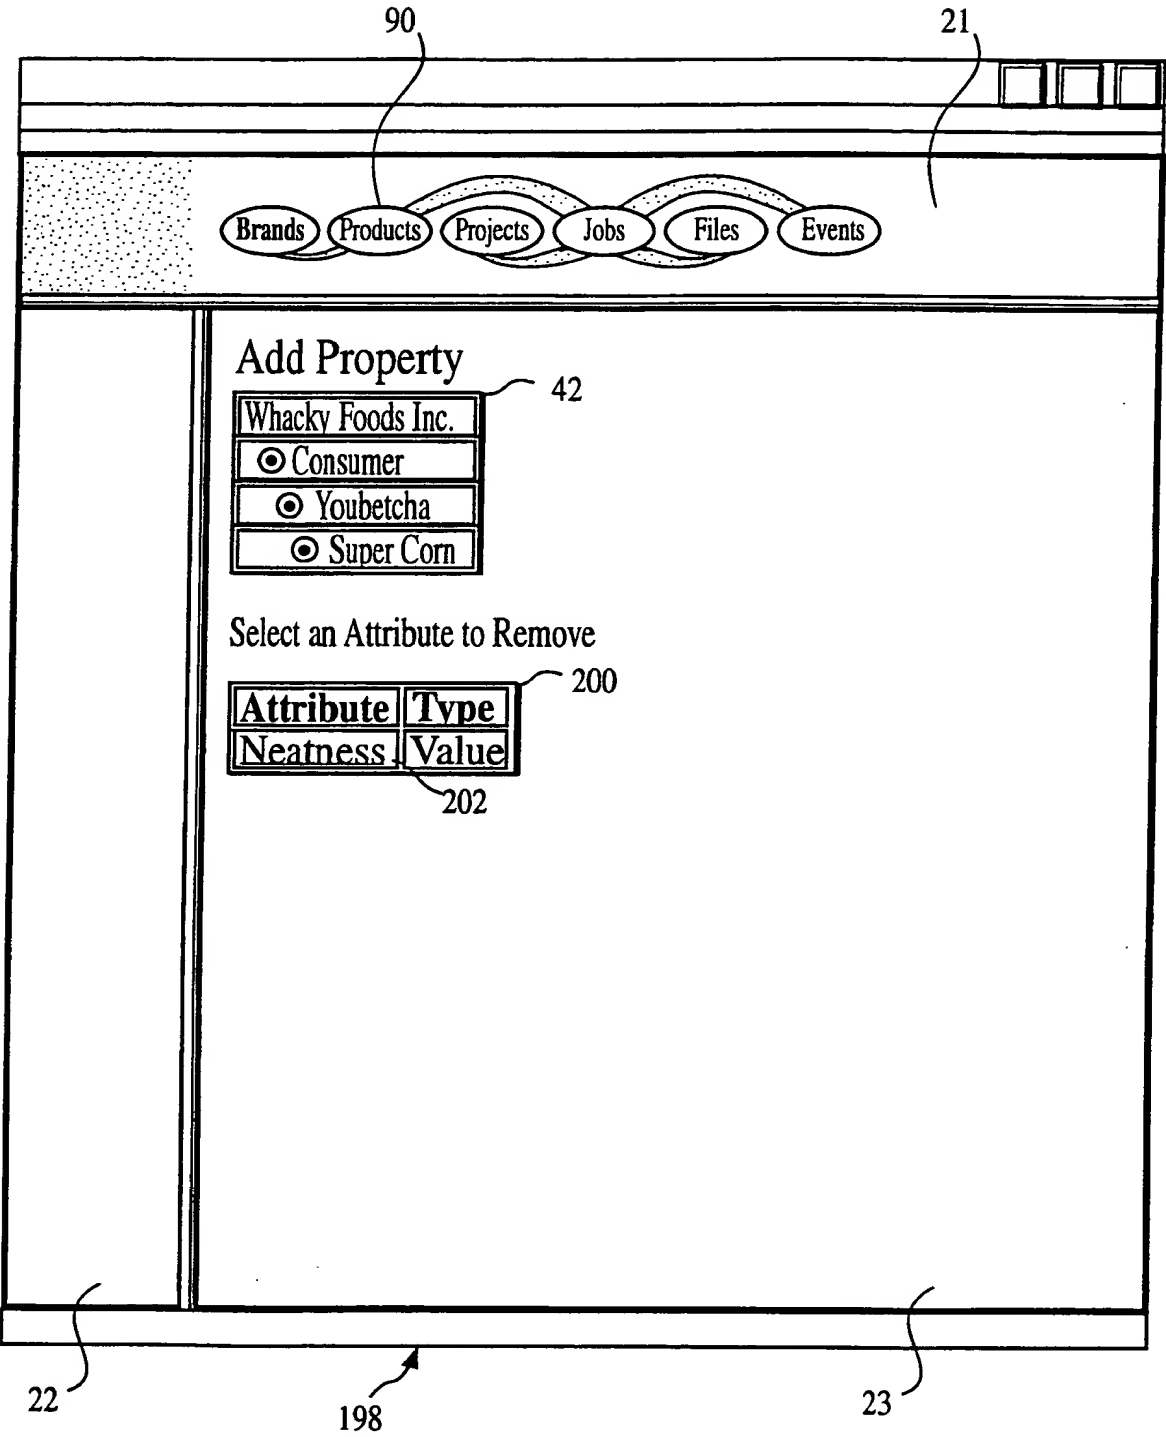 90
21
Brands Products Projects Jobs Files Events
Add Property
42
Whacky Foods Inc.
Consumer
Youbetcha
Super Corn
Select an Attribute to Remove
200
Attribute Type
Neatness Value
202
22
198
23